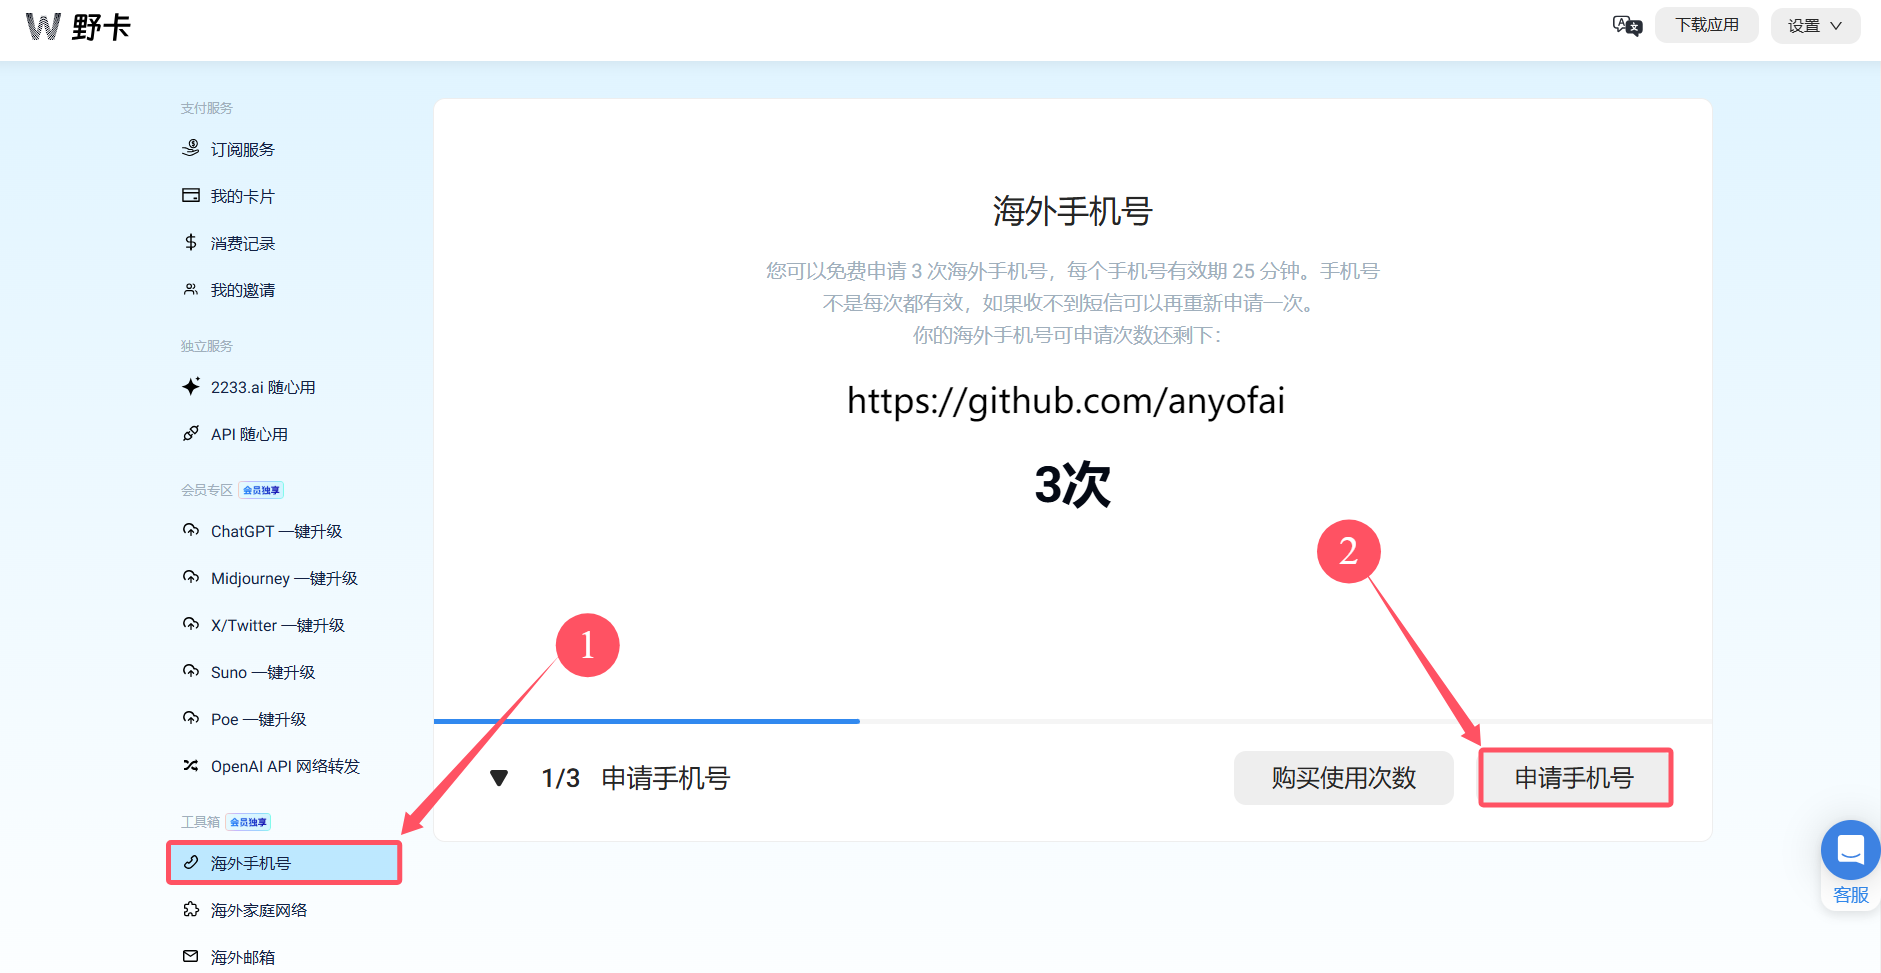 W 野卡
下载应用
设置
支付服务
订阅服务
我的卡片
消费记录
我的邀请
独立服务
2233.ai 随心用
API 随心用
会员专区 会员独享
ChatGPT 一键升级
Midjourney 一键升级
X/Twitter 一键升级
Suno 一键升级
Poe 一键升级
OpenAI API 网络转发
工具箱 会员独享
海外手机号
海外家庭网络
海外邮箱
海外手机号
您可以免费申请 3 次海外手机号，每个手机号有效期 25 分钟。手机号
不是每次都有效，如果收不到短信可以再重新申请一次。
你的海外手机号可申请次数还剩下：
https://github.com/anyofai
3次
1
2
1/3 申请手机号
购买使用次数
申请手机号
客服